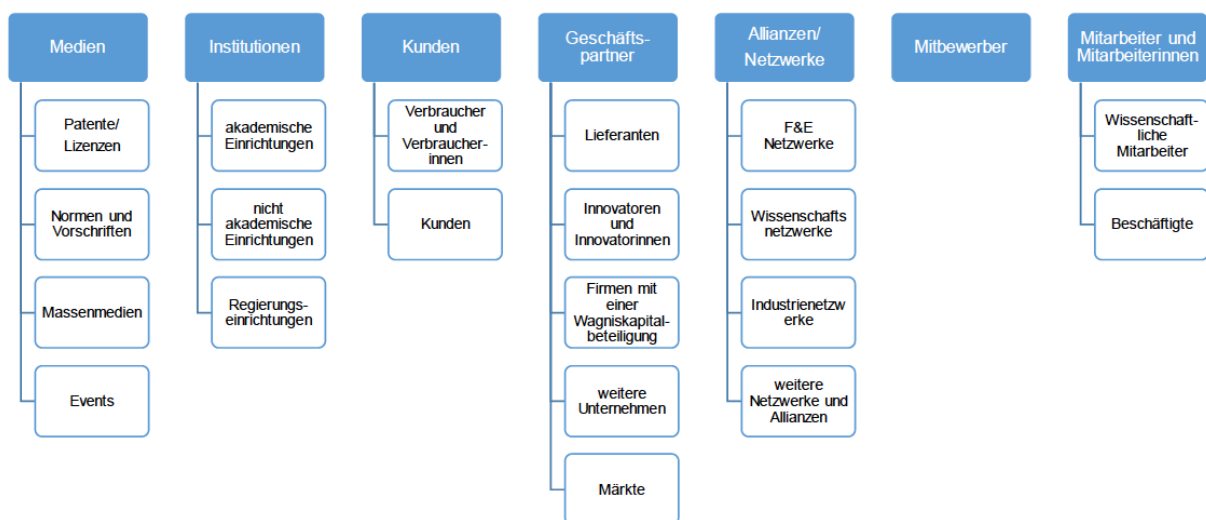 Medien
Patente/
Lizenzen
Normen und
Vorschriften
Massenmedien
Events
Institutionen
akademische
Einrichtungen
nicht
akademische
Einrichtungen
Regierungs-
einrichtungen
Kunden
Verbraucher
und
Verbraucher-
innen
Kunden
Geschäfts-
partner
Lieferanten
Innovatoren
und
Innovatorinnen
Firmen mit
einer
Wagniskapital-
beteiligung
weitere
Unternehmen
Märkte
Allianzen/
Netzwerke
F&E
Netzwerke
Wissenschafts
netzwerke
Industrienetzw
erke
weitere
Netzwerke und
Allianzen
Mitbewerber
Mitarbeiter und
Mitarbeiterinnen
Wissenschaft-
liche
Mitarbeiter
Beschäftigte